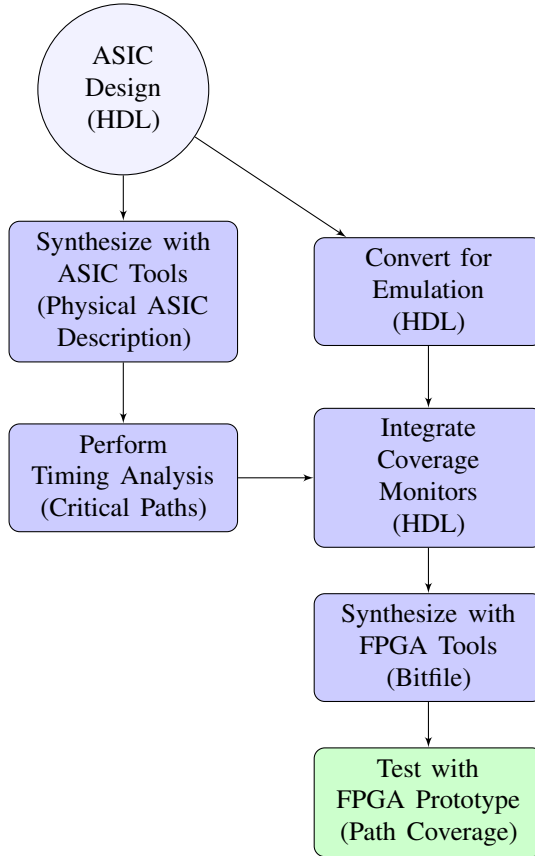 ASIC
Design
(HDL)
Synthesize with
ASIC Tools
(Physical ASIC
Description)
Convert for
Emulation
(HDL)
Perform
Timing Analysis
(Critical Paths)
Integrate
Coverage
Monitors
(HDL)
Synthesize with
FPGA Tools
(Bitfile)
Test with
FPGA Prototype
(Path Coverage)